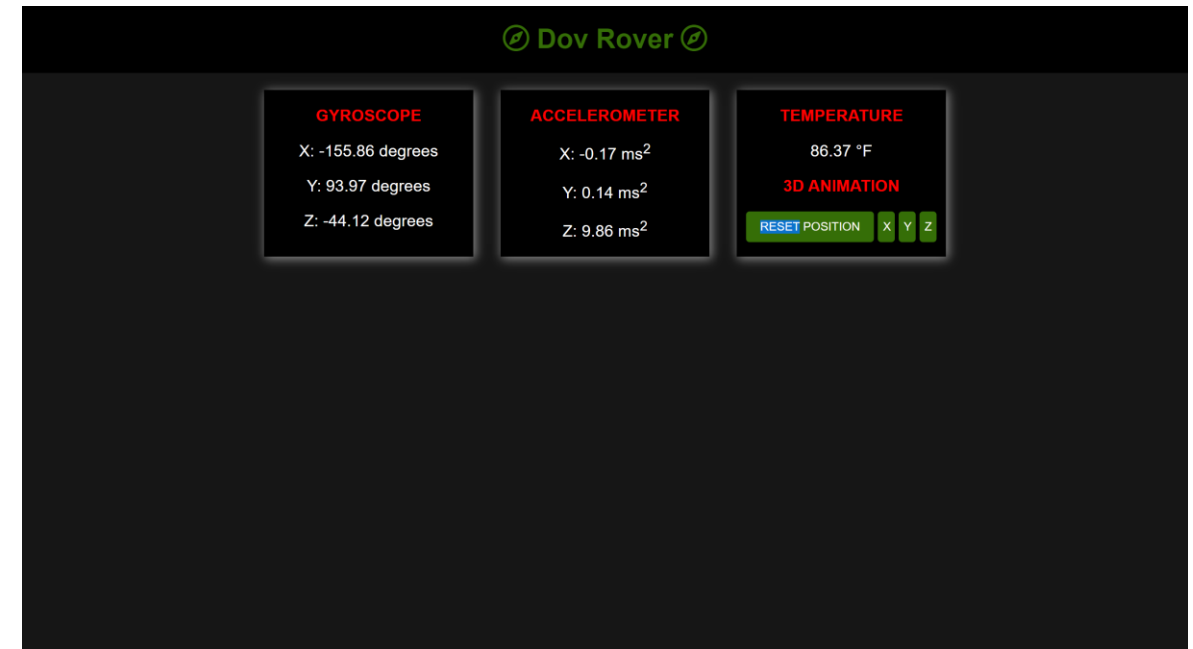 Dov Rover
GYROSCOPE
X: -155.86 degrees
Y: 93.97 degrees
Z: -44.12 degrees
ACCELEROMETER
X: -0.17 ms2
Y: 0.14 ms2
Z: 9.86 ms2
TEMPERATURE
86.37 °F
3D ANIMATION
RESET POSITION X Y Z